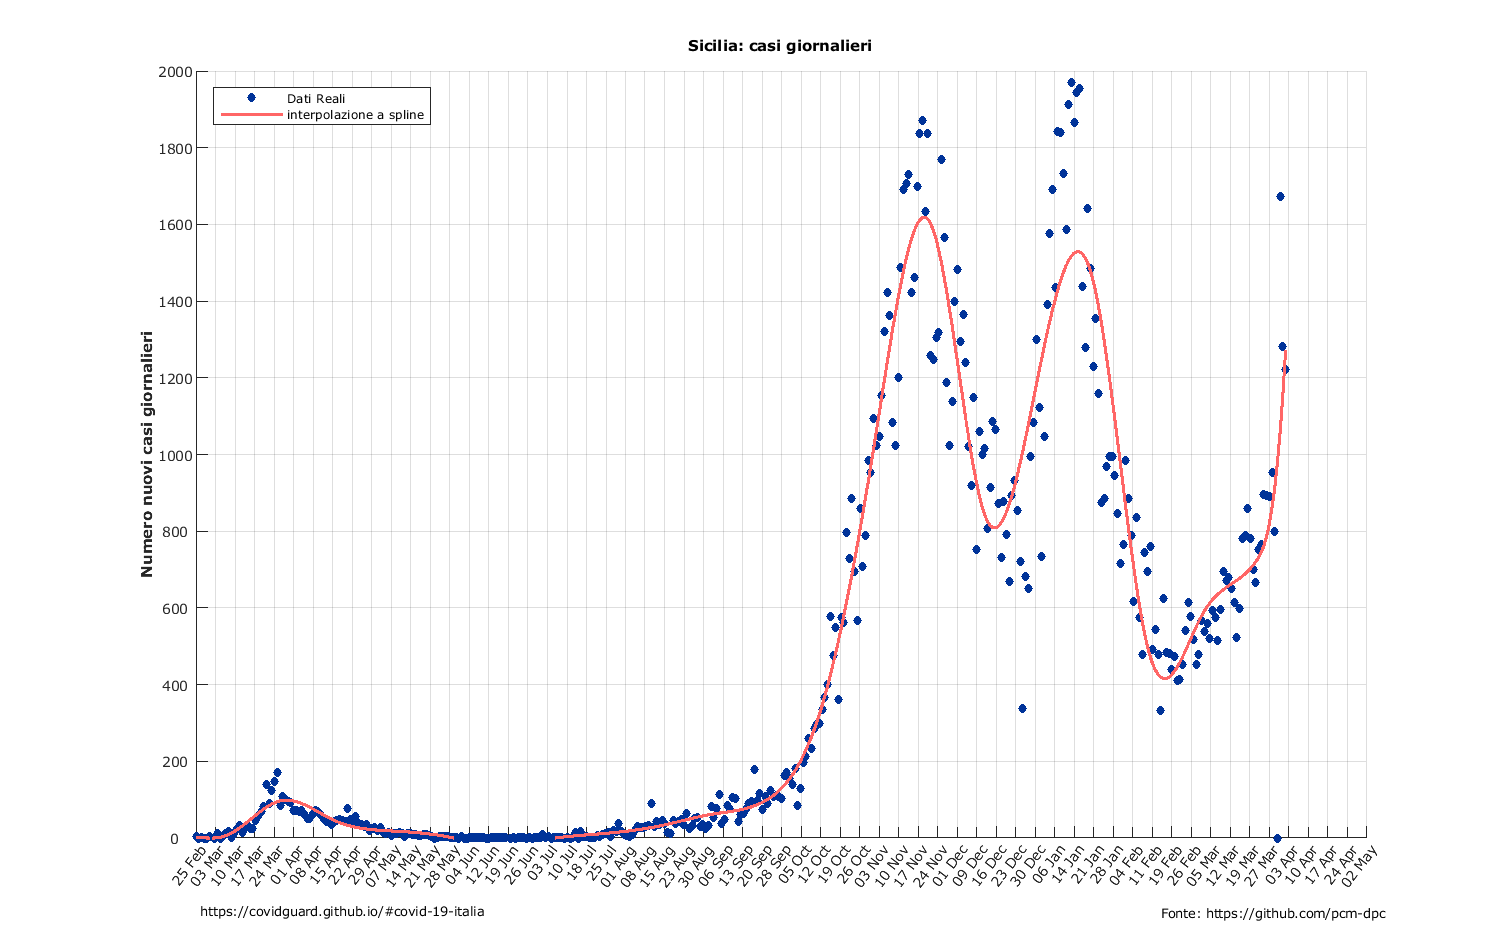 Sicilia: casi giornalieri
Dati Reali
interpolazione a spline
Numero nuovi casi giornalieri
2000
1800
1600
1400
1200
1000
800
600
400
200
0
25 Feb
03 Mar
10 Mar
17 Mar
24 Mar
01 Apr
08 Apr
15 Apr
22 Apr
29 Apr
07 May
14 May
21 May
28 May
04 Jun
12 Jun
19 Jun
26 Jun
03 Jul
10 Jul
18 Jul
25 Jul
01 Aug
08 Aug
15 Aug
23 Aug
30 Aug
06 Sep
13 Sep
20 Sep
28 Sep
05 Oct
12 Oct
19 Oct
26 Oct
03 Nov
10 Nov
17 Nov
24 Nov
01 Dec
09 Dec
16 Dec
23 Dec
30 Dec
06 Jan
14 Jan
21 Jan
28 Jan
04 Feb
11 Feb
19 Feb
26 Feb
05 Mar
12 Mar
19 Mar
27 Mar
03 Apr
10 Apr
17 Apr
24 Apr
02 May
https://covidguard.github.io/#covid-19-italia
Fonte: https://github.com/pcm-dpc